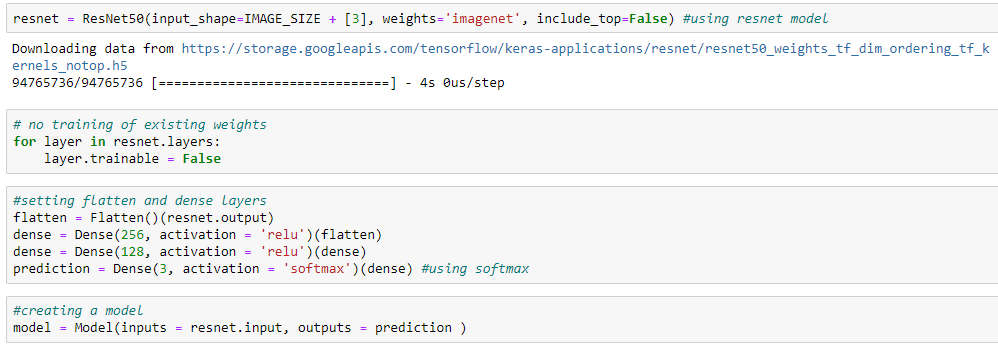 resnet = ResNet50(input_shape=IMAGE_SIZE + [3], weights='imagenet', include_top=False) #using resnet model
Downloading data from https://storage.googleapis.com/tensorflow/keras-applications/resnet/resnet50_weights_tf_dim_ordering_tf_k
ernels_notop.h5
94765736/94765736 [==============================] - 4s 0us/step
# no training of existing weights
for layer in resnet.layers:
    layer.trainable = False
#setting flatten and dense layers
flatten = Flatten()(resnet.output)
dense = Dense(256, activation = 'relu')(flatten)
dense = Dense(128, activation = 'relu')(dense)
prediction = Dense(3, activation = 'softmax')(dense) #using softmax
#creating a model
model = Model(inputs = resnet.input, outputs = prediction )